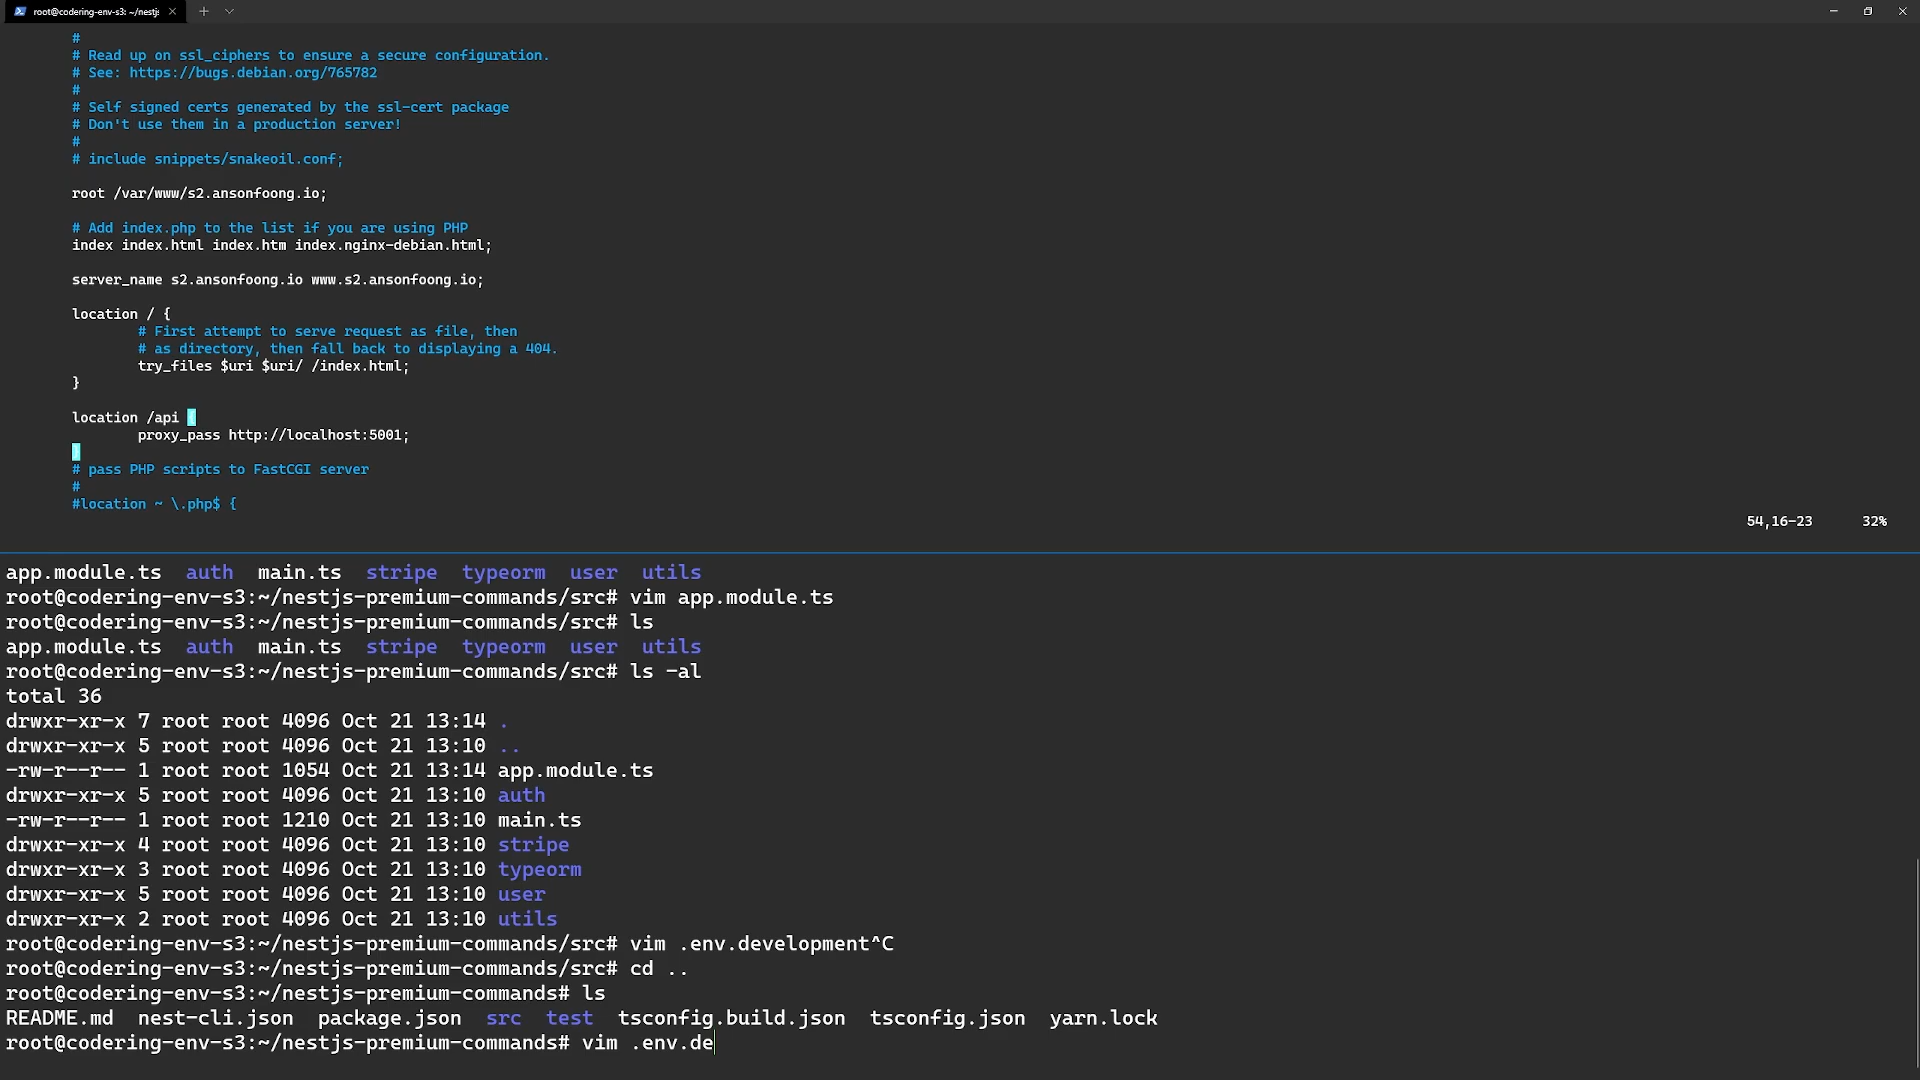 root@codering-env-s3: ~/nestjs
#
# Read up on ssl_ciphers to ensure a secure configuration.
# See: https://bugs.debian.org/765782
#
# Self signed certs generated by the ssl-cert package
# Don't use them in a production server!
#
# include snippets/snakeoil.conf;
root /var/www/s2.ansonfoong.io;
# Add index.php to the list if you are using PHP
index index.html index.htm index.nginx-debian.html;
server_name s2.ansonfoong.io www.s2.ansonfoong.io;
location / {
# First attempt to serve request as file, then
# as directory, then fall back to displaying a 404.
try_files $uri $uri/ /index.html;
}
location /api {
proxy_pass http://localhost:5001;
}
# pass PHP scripts to FastCGI server
#
#location ~ \.php$ {
54,16-23 32%
app.module.ts auth main.ts stripe typeorm user utils
root@codering-env-s3:~/nestjs-premium-commands/src# vim app.module.ts
root@codering-env-s3:~/nestjs-premium-commands/src# ls
app.module.ts auth main.ts stripe typeorm user utils
root@codering-env-s3:~/nestjs-premium-commands/src# ls -al
total 36
drwxr-xr-x 7 root root 4096 Oct 21 13:14 .
drwxr-xr-x 5 root root 4096 Oct 21 13:10 ..
-rw-r--r-- 1 root root 1054 Oct 21 13:14 app.module.ts
drwxr-xr-x 5 root root 4096 Oct 21 13:10 auth
-rw-r--r-- 1 root root 1210 Oct 21 13:10 main.ts
drwxr-xr-x 4 root root 4096 Oct 21 13:10 stripe
drwxr-xr-x 3 root root 4096 Oct 21 13:10 typeorm
drwxr-xr-x 5 root root 4096 Oct 21 13:10 user
drwxr-xr-x 2 root root 4096 Oct 21 13:10 utils
root@codering-env-s3:~/nestjs-premium-commands/src# vim .env.development^C
root@codering-env-s3:~/nestjs-premium-commands/src# cd ..
root@codering-env-s3:~/nestjs-premium-commands# ls
README.md nest-cli.json package.json src test tsconfig.build.json tsconfig.json yarn.lock
root@codering-env-s3:~/nestjs-premium-commands# vim .env.de